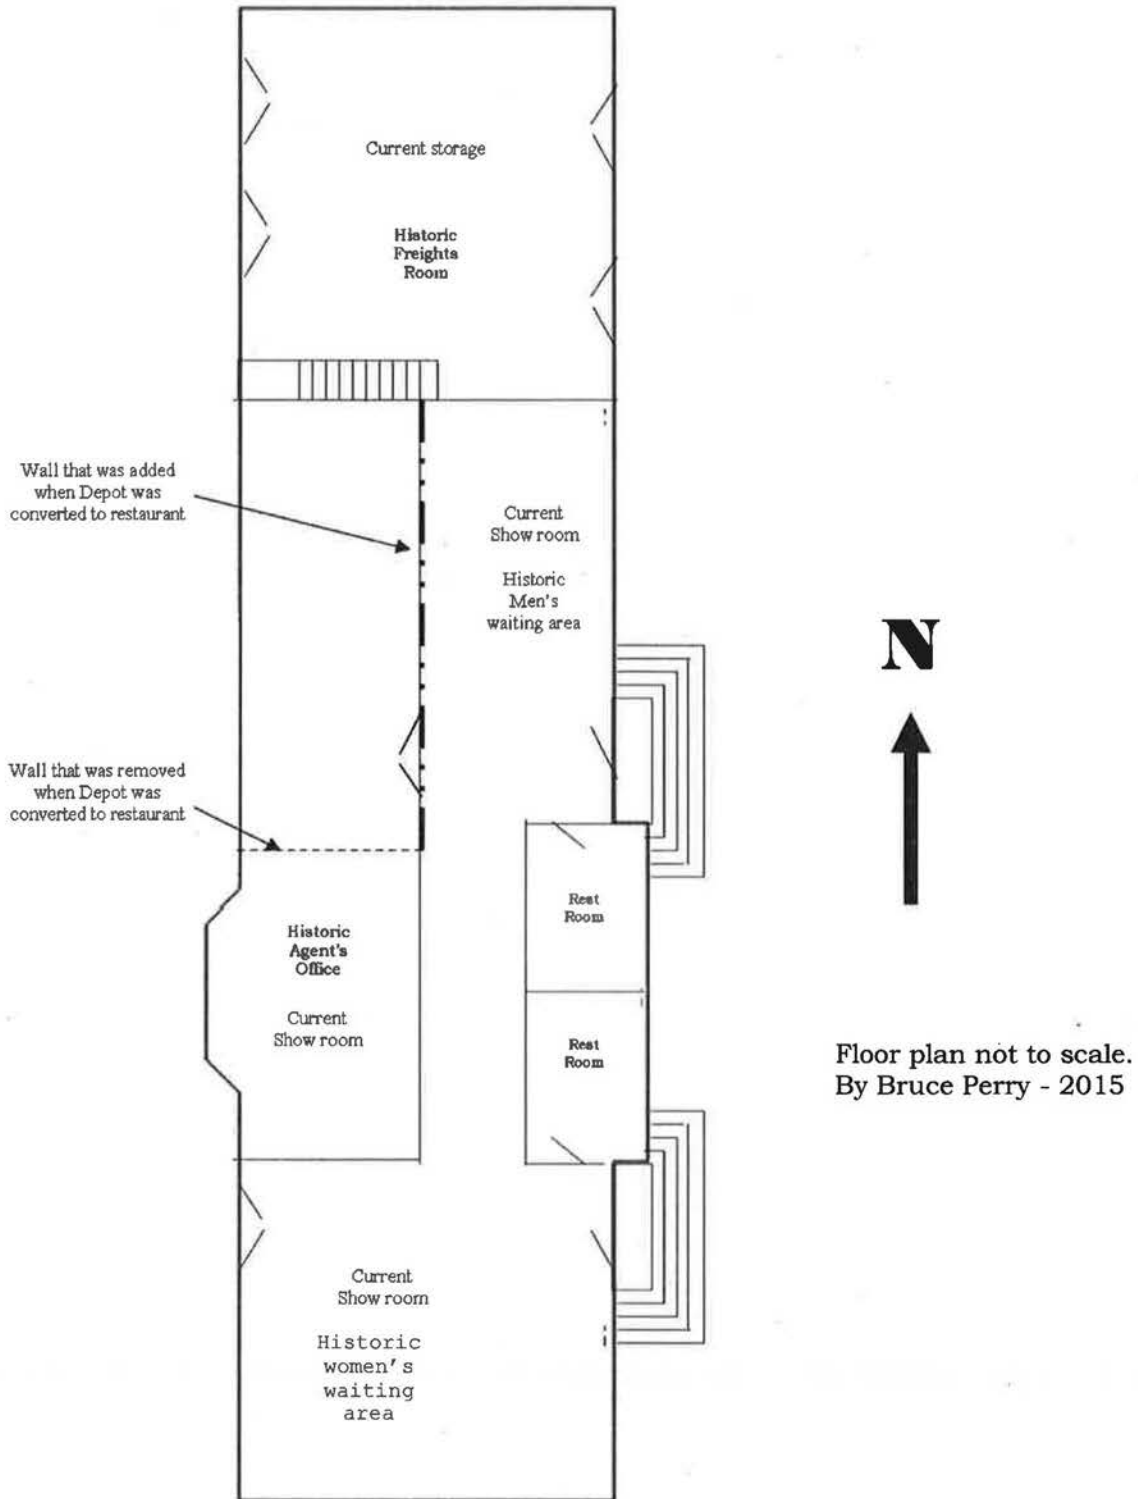 Current storage
Historic
Freights
Room
Wall that was added
when Depot was
converted to restaurant
Current
Show room
Historic
Men's
waiting area
N
Wall that was removed
when Depot was
converted to restaurant
Rest
Room
Historic
Agent's
Office
Current
Show room
Rest
Room
Floor plan not to scale.
By Bruce Perry - 2015
Current
Show room
Historic
women's
waiting
area